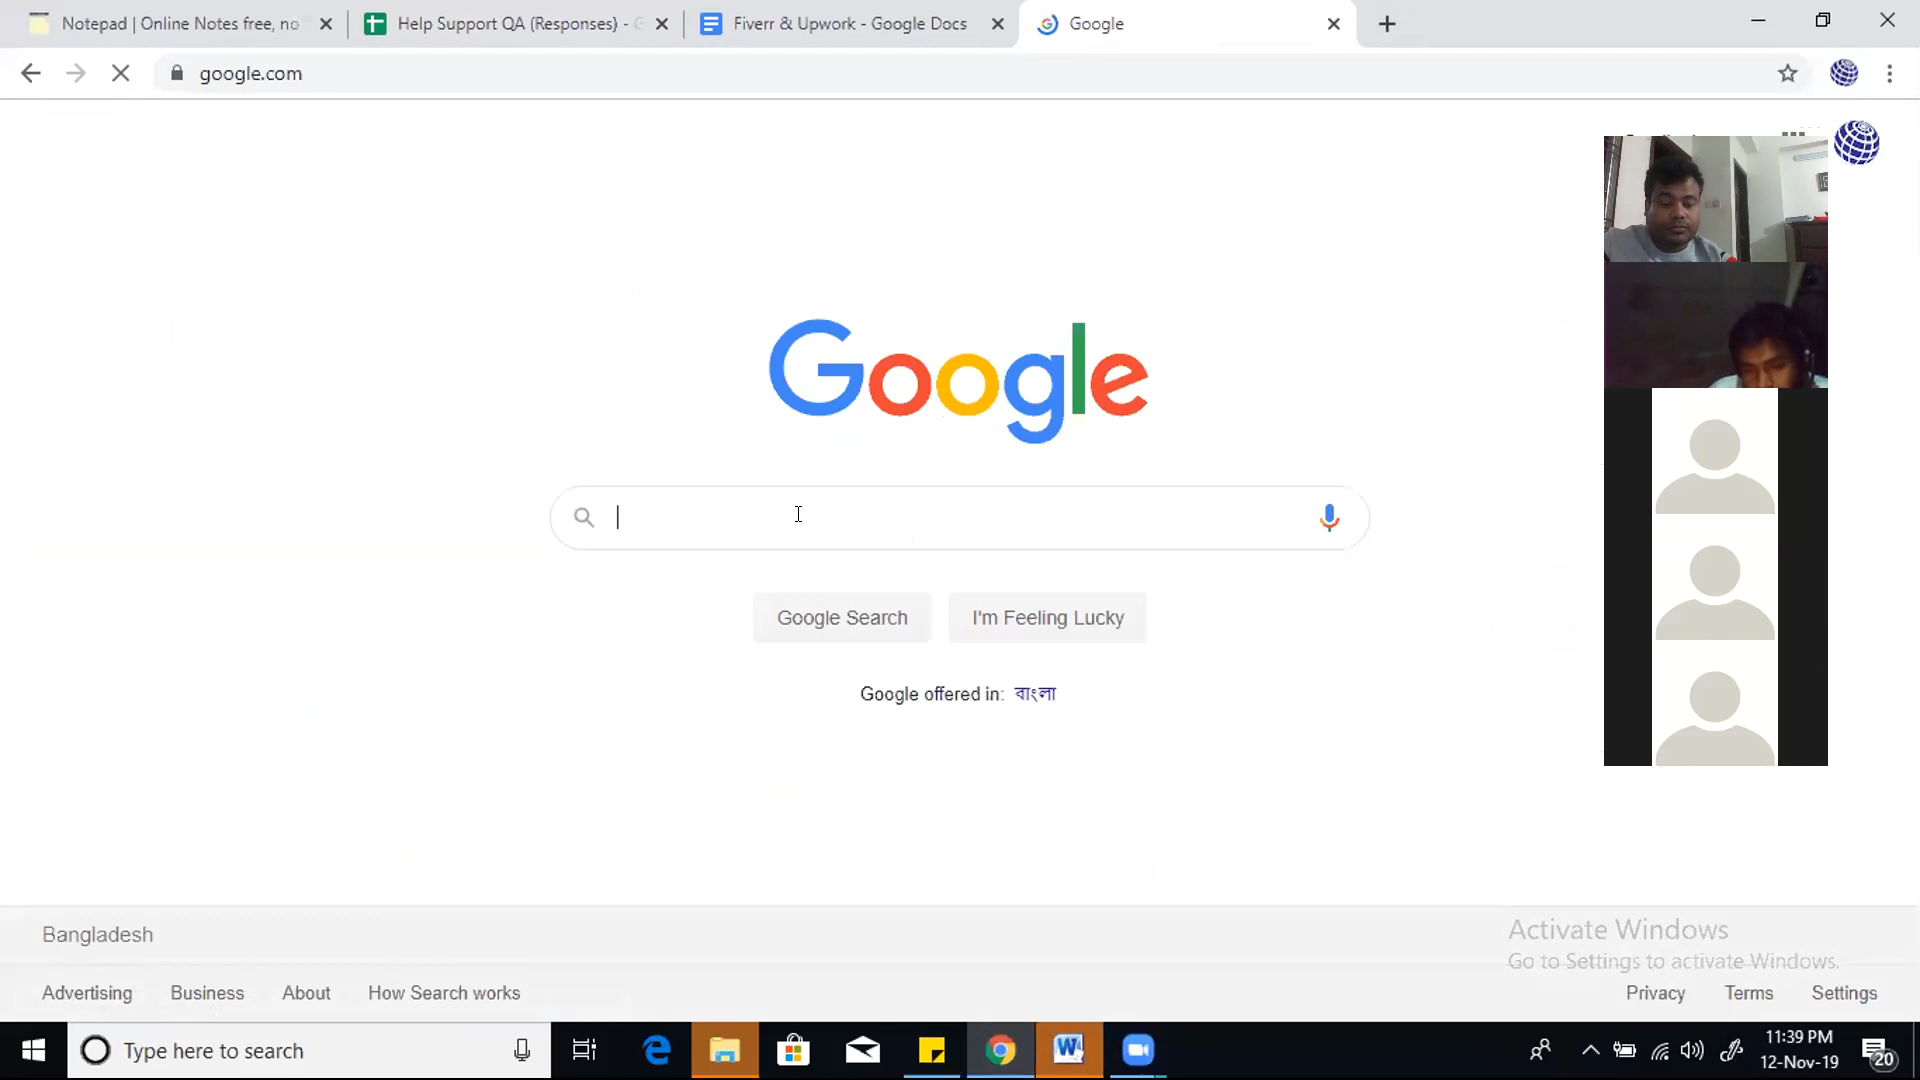 Notepad | Online Notes free, no
Help Support QA (Responses) - G
Fiverr & Upwork - Google Docs
Google
google.com
Google
Google Search
I'm Feeling Lucky
Google offered in: বাংলা
Bangladesh
Activate Windows
Go to Settings to activate Windows.
Advertising
Business
About
How Search works
Privacy
Terms
Settings
Type here to search
11:39 PM
12-Nov-19
20